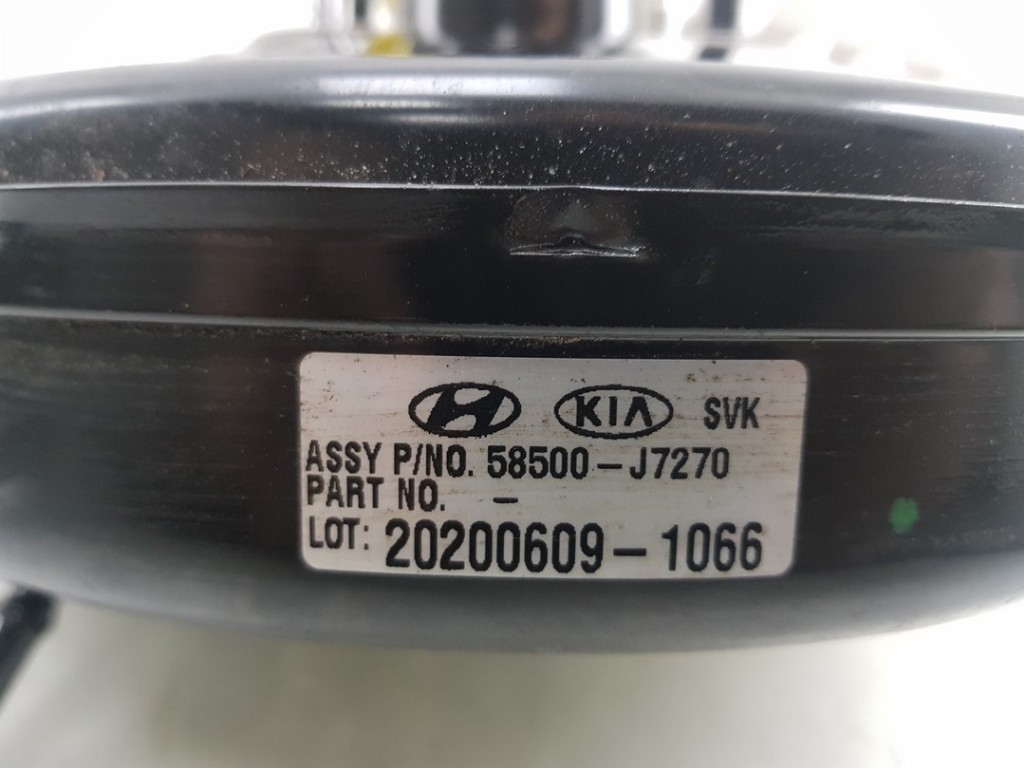 KIA SVK
ASSY P/NO. 58500-J7270
PART NO. -
LOT: 20200609-1066